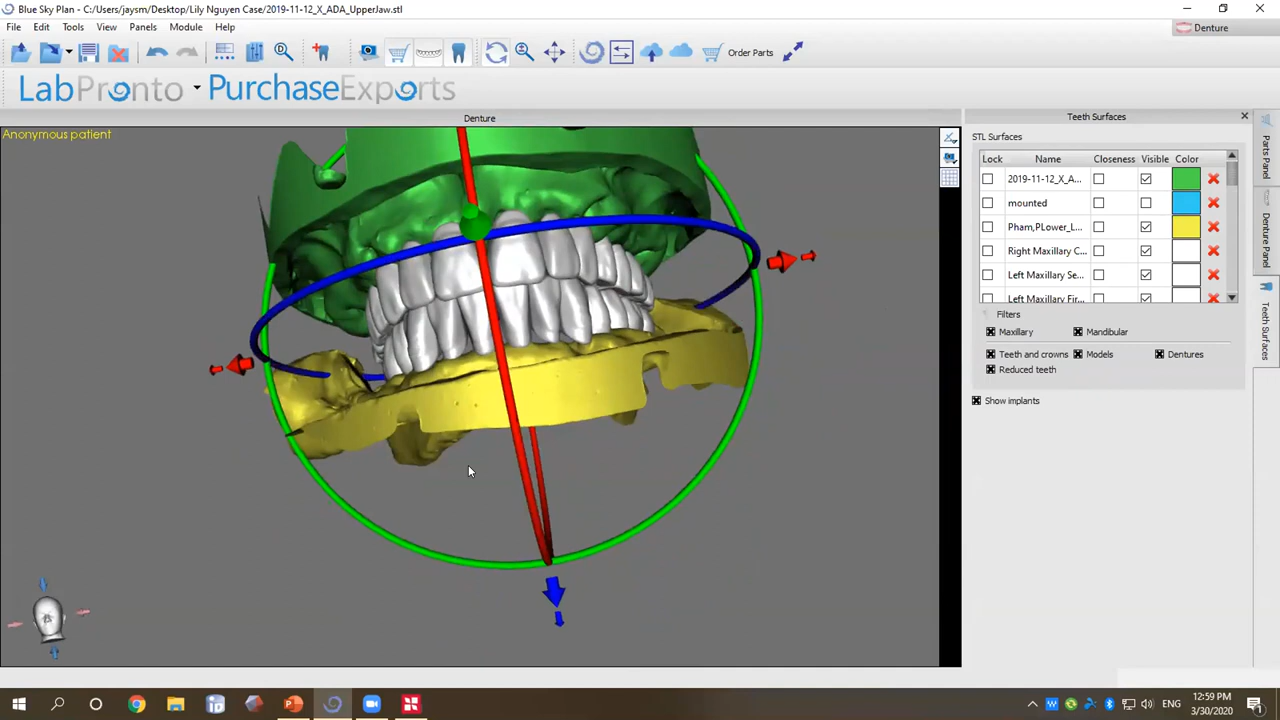 Blue Sky Plan - C:/Users/jaysm/Desktop/Lily Nguyen Case/2019-11-12_X_ADA_UpperJaw.stl
File Edit Tools View Panels Module Help
Denture
Order Parts
LabPronto PurchaseExports
Denture
Teeth Surfaces
Anonymous patient
STL Surfaces
Lock Name Closeness Visible Color
2019-11-12_X_A...
mounted
Pham,PLower_L...
Right Maxillary C...
Left Maxillary Se...
Left Maxillary Fir...
Filters
Maxillary Mandibular
Teeth and crowns Models Dentures
Reduced teeth
Show implants
Parts Panel
Denture Panel
Teeth Surfaces
12:59 PM
3/30/2020